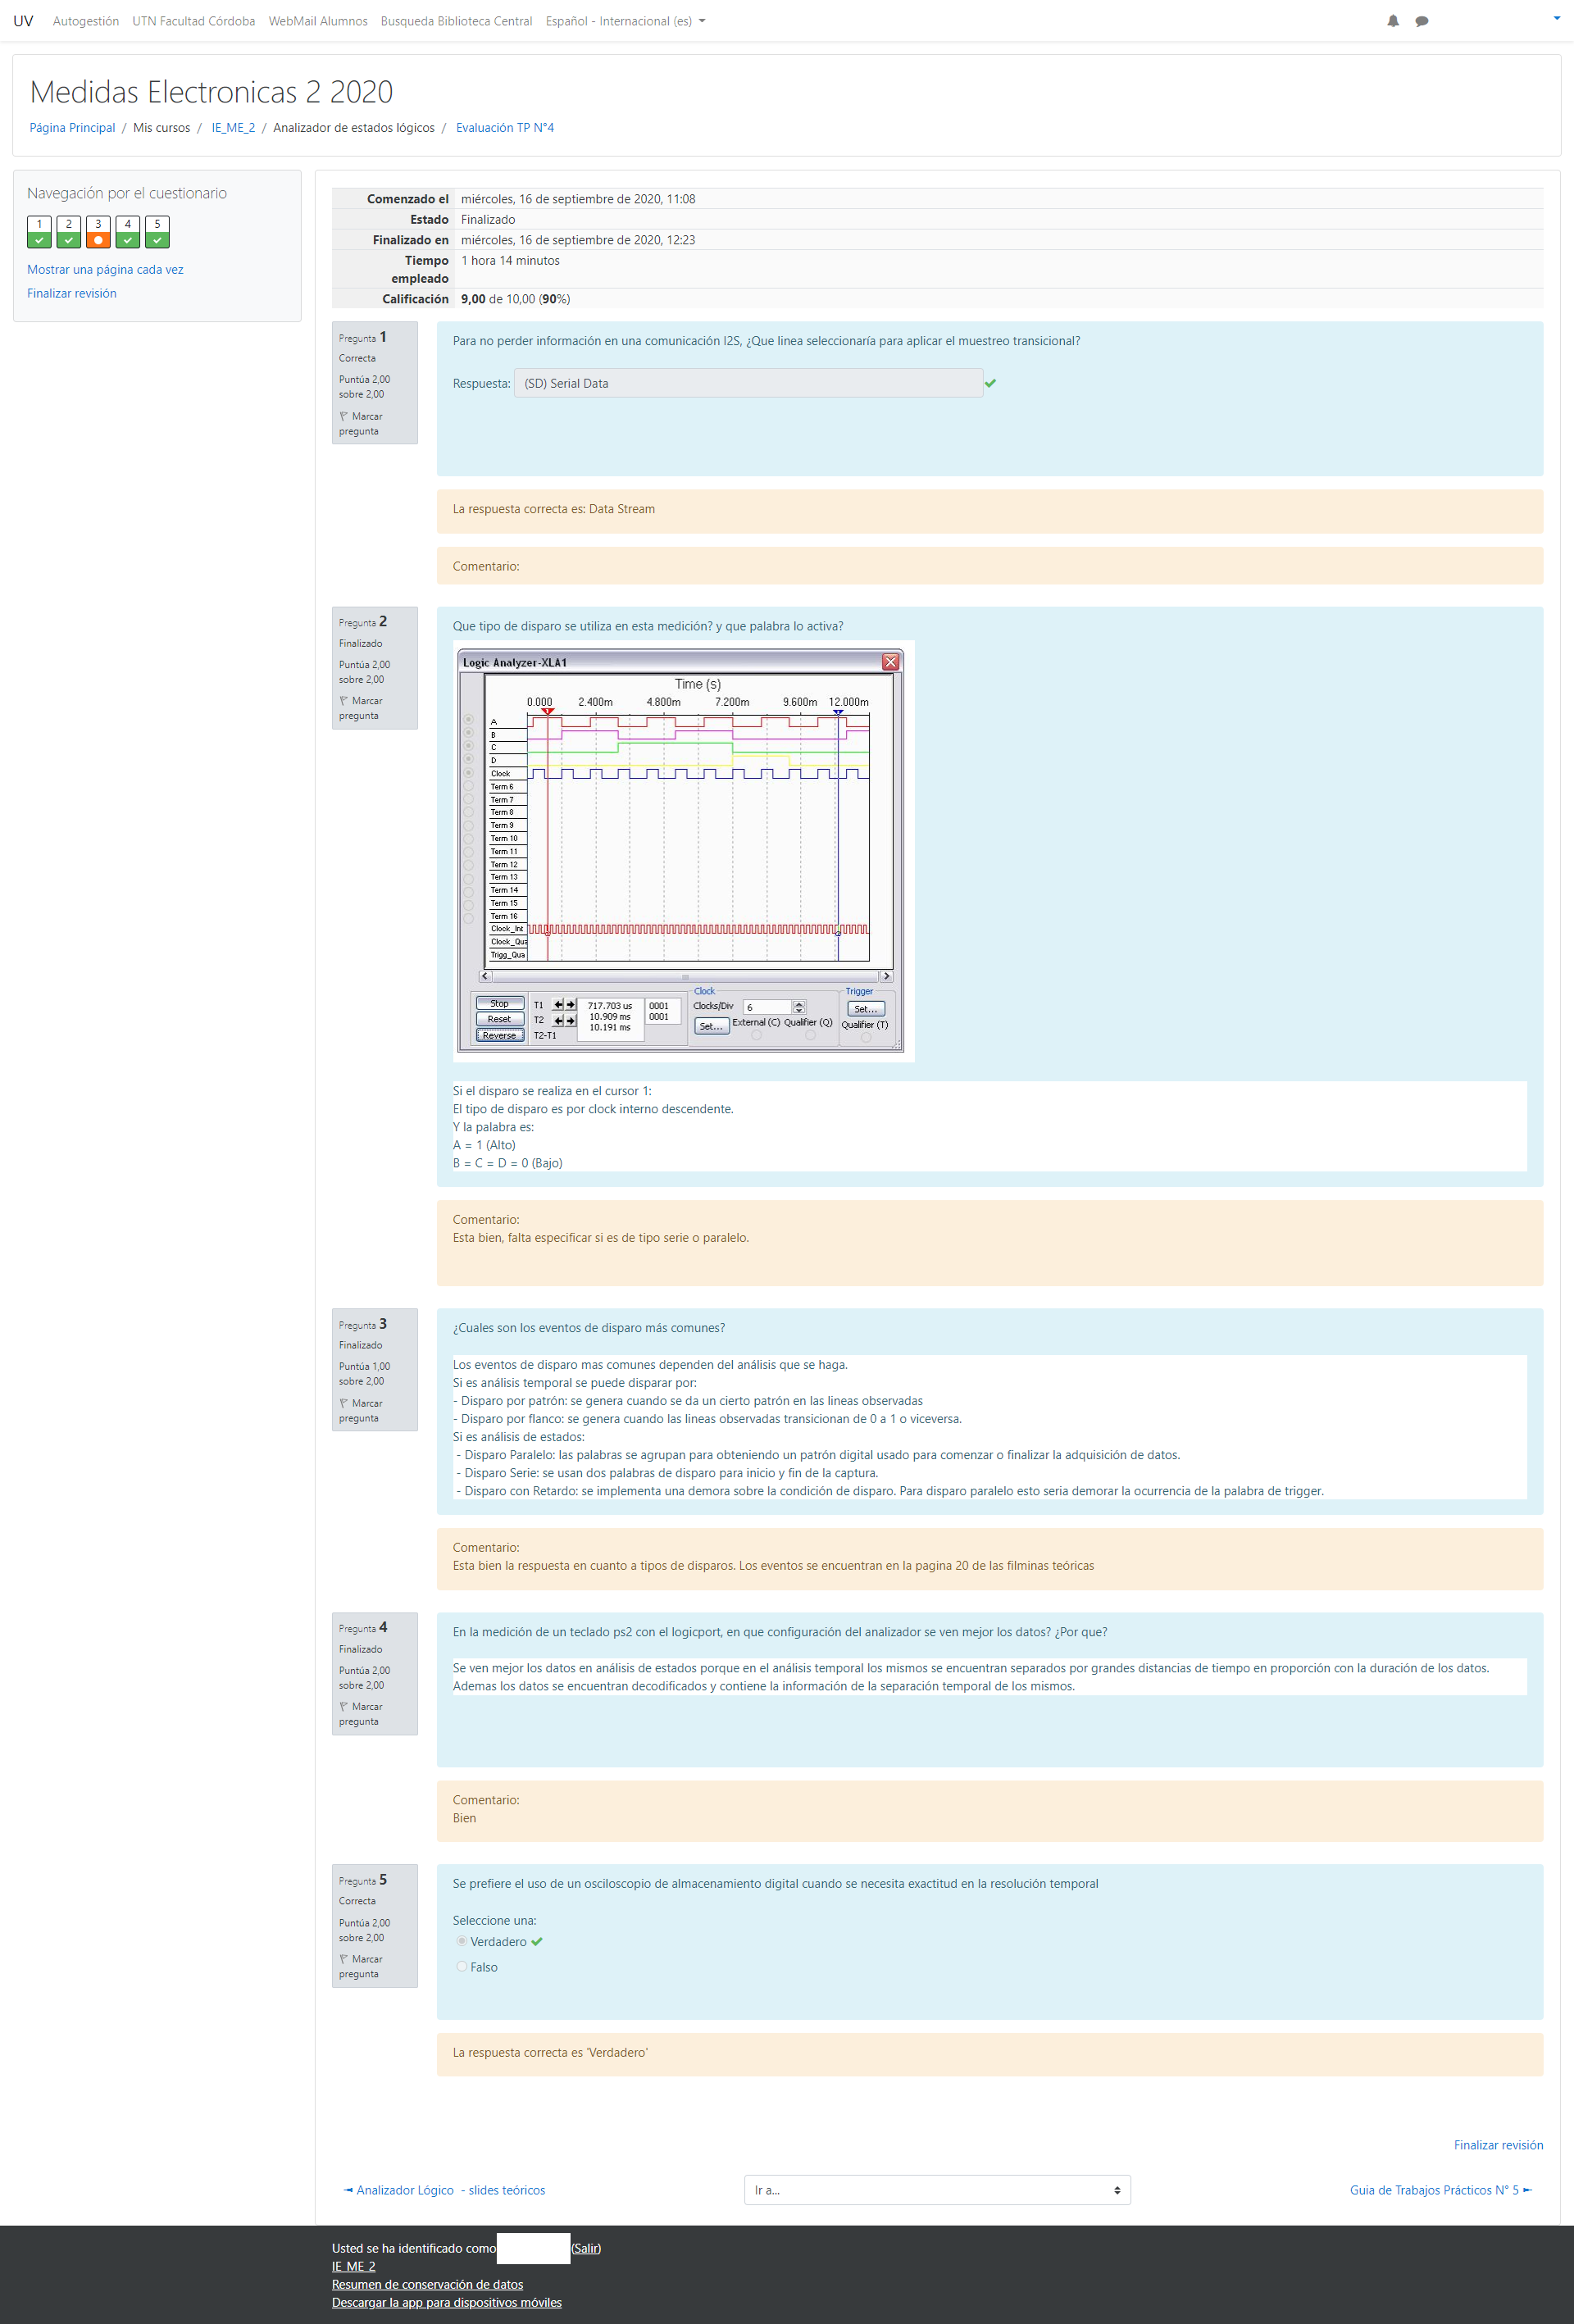 UV Autogestión UTN Facultad Córdoba WebMail Alumnos Busqueda Biblioteca Central Español - Internacional (es)
Medidas Electronicas 2 2020
Página Principal / Mis cursos / IE_ME_2 / Analizador de estados lógicos / Evaluación TP N°4
Navegación por el cuestionario
1 2 3 4 5
Mostrar una página cada vez
Finalizar revisión
Comenzado el miércoles, 16 de septiembre de 2020, 11:08
Estado Finalizado
Finalizado en miércoles, 16 de septiembre de 2020, 12:23
Tiempo empleado 1 hora 14 minutos
Calificación 9,00 de 10,00 (90%)
Pregunta 1
Correcta
Puntúa 2,00
sobre 2,00
Marcar
pregunta
Para no perder información en una comunicación I2S, ¿Que linea seleccionaría para aplicar el muestreo transicional?
Respuesta: (SD) Serial Data
La respuesta correcta es: Data Stream
Comentario:
Pregunta 2
Finalizado
Puntúa 2,00
sobre 2,00
Marcar
pregunta
Que tipo de disparo se utiliza en esta medición? y que palabra lo activa?
Logic Analyzer-XLA1
Time (s)
0.000 2.400m 4.800m 7.200m 9.600m 12.000m
A
B
C
D
Clock
Term 6
Term 7
Term 8
Term 9
Term 10
Term 11
Term 12
Term 13
Term 14
Term 15
Term 16
Clock_Int
Clock_Qua
Trigg_Qua
Stop
Reset
Reverse
T1 717.703 us 0001
T2 10.909 ms 0001
T2-T1 10.191 ms
Clock
Clocks/Div 6
Set... External (C) Qualifier (Q)
Trigger
Set...
Qualifier (T)
Si el disparo se realiza en el cursor 1:
El tipo de disparo es por clock interno descendente.
Y la palabra es:
A = 1 (Alto)
B = C = D = 0 (Bajo)
Comentario:
Esta bien, falta especificar si es de tipo serie o paralelo.
Pregunta 3
Finalizado
Puntúa 1,00
sobre 2,00
Marcar
pregunta
¿Cuales son los eventos de disparo más comunes?
Los eventos de disparo mas comunes dependen del análisis que se haga.
Si es análisis temporal se puede disparar por:
- Disparo por patrón: se genera cuando se da un cierto patrón en las lineas observadas
- Disparo por flanco: se genera cuando las lineas observadas transicionan de 0 a 1 o viceversa.
Si es análisis de estados:
- Disparo Paralelo: las palabras se agrupan para obteniendo un patrón digital usado para comenzar o finalizar la adquisición de datos.
- Disparo Serie: se usan dos palabras de disparo para inicio y fin de la captura.
- Disparo con Retardo: se implementa una demora sobre la condición de disparo. Para disparo paralelo esto seria demorar la ocurrencia de la palabra de trigger.
Comentario:
Esta bien la respuesta en cuanto a tipos de disparos. Los eventos se encuentran en la pagina 20 de las filminas teóricas
Pregunta 4
Finalizado
Puntúa 2,00
sobre 2,00
Marcar
pregunta
En la medición de un teclado ps2 con el logicport, en que configuración del analizador se ven mejor los datos? ¿Por que?
Se ven mejor los datos en análisis de estados porque en el análisis temporal los mismos se encuentran separados por grandes distancias de tiempo en proporción con la duración de los datos.
Ademas los datos se encuentran decodificados y contiene la información de la separación temporal de los mismos.
Comentario:
Bien
Pregunta 5
Correcta
Puntúa 2,00
sobre 2,00
Marcar
pregunta
Se prefiere el uso de un osciloscopio de almacenamiento digital cuando se necesita exactitud en la resolución temporal
Seleccione una:
Verdadero
Falso
La respuesta correcta es 'Verdadero'
Finalizar revisión
◄ Analizador Lógico - slides teóricos
Ir a...
Guia de Trabajos Prácticos N° 5 ►
Usted se ha identificado como (Salir)
IE_ME_2
Resumen de conservación de datos
Descargar la app para dispositivos móviles